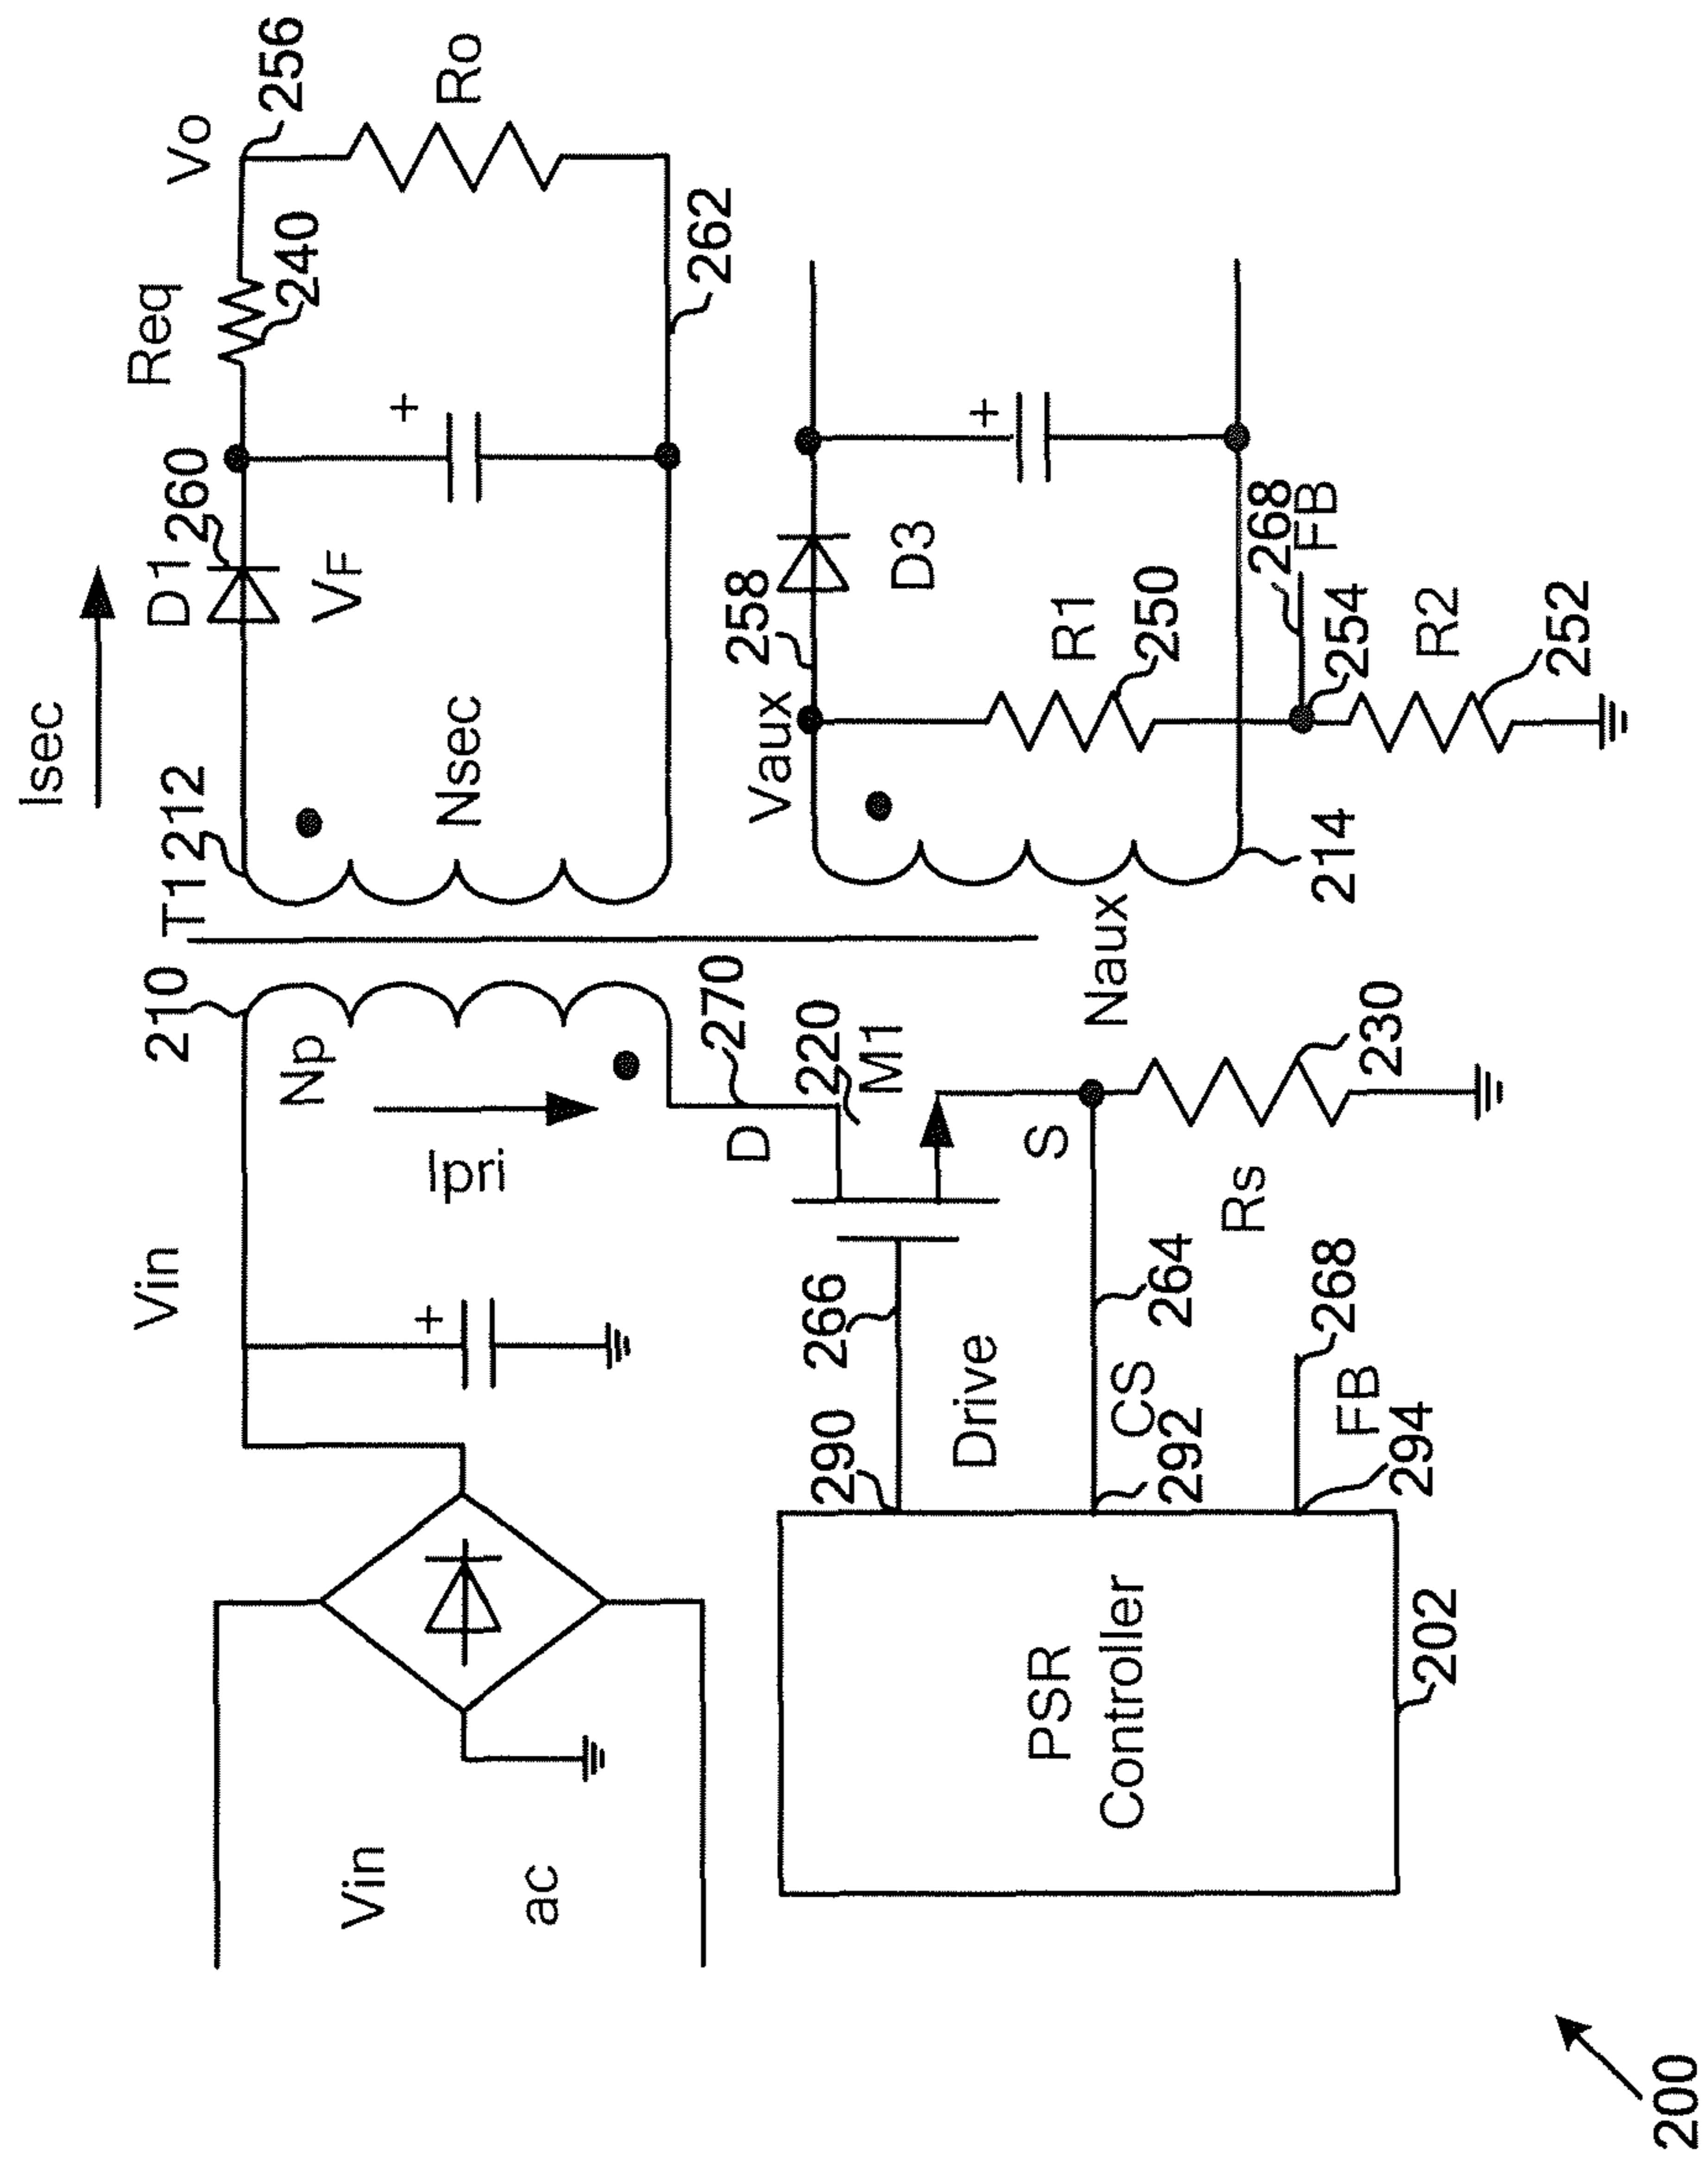 Isec
Vin
210
T1 212
D1 260
Req
Vo
256
Np
VF
240
Vin
Ipri
Nsec
Ro
+
+
ac
270
262
D
Vaux
258
290
266
220
M1
D3
+
Drive
PSR
Controller
S
R1
CS
292
264
Naux
250
Rs
268
FB
268
FB
294
230
214
254
202
R2
252
200